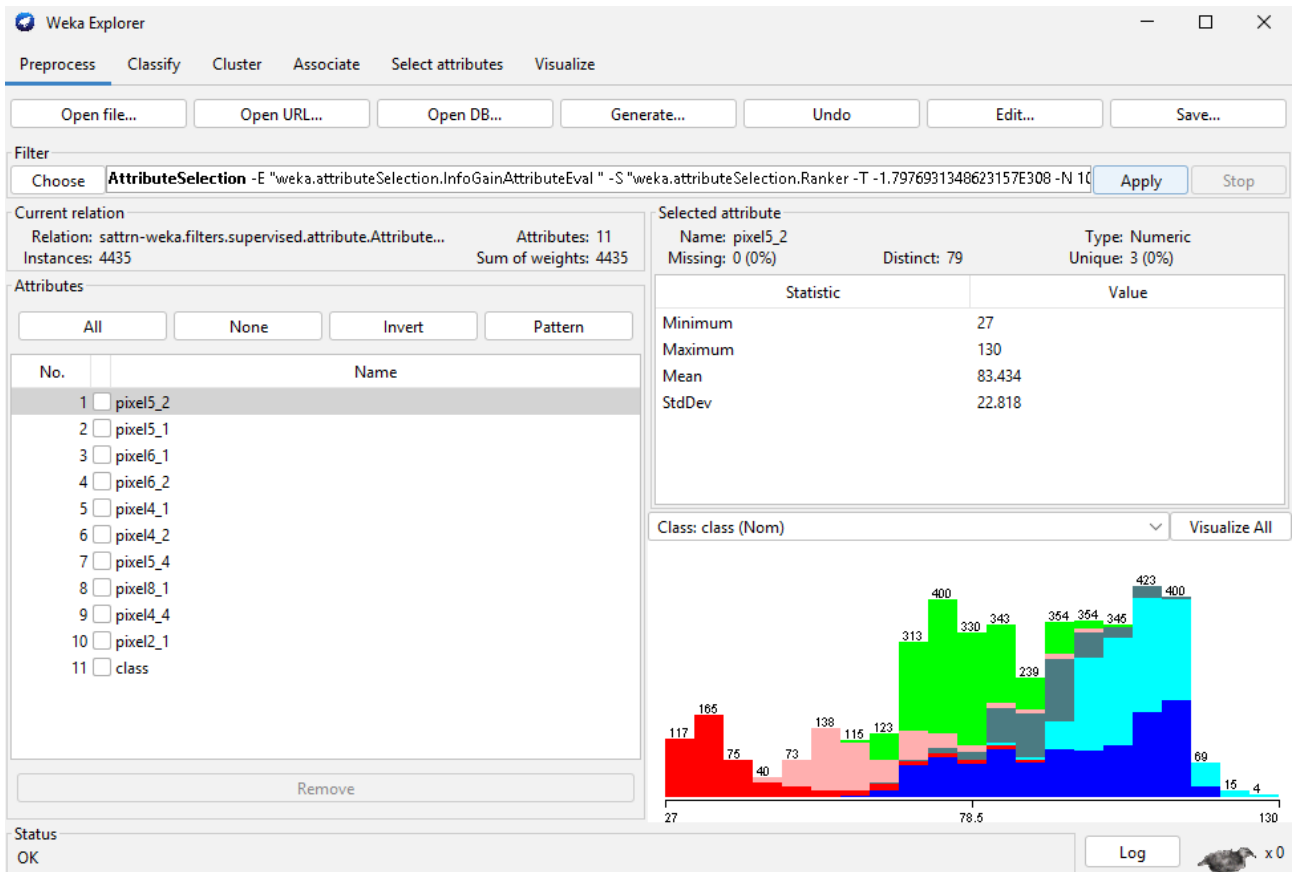 Weka Explorer
Preprocess Classify Cluster Associate Select attributes Visualize
Open file... Open URL... Open DB... Generate... Undo Edit... Save...
Filter
Choose AttributeSelection -E "weka.attributeSelection.InfoGainAttributeEval " -S "weka.attributeSelection.Ranker -T -1.7976931348623157E308 -N 10 Apply Stop
Current relation
Relation: sattrn-weka.filters.supervised.attribute.Attribute... Attributes: 11
Instances: 4435 Sum of weights: 4435
Attributes
All None Invert Pattern
No. Name
1 pixel5_2
2 pixel5_1
3 pixel6_1
4 pixel6_2
5 pixel4_1
6 pixel4_2
7 pixel5_4
8 pixel8_1
9 pixel4_4
10 pixel2_1
11 class
Remove
Selected attribute
Name: pixel5_2 Type: Numeric
Missing: 0 (0%) Distinct: 79 Unique: 3 (0%)
Statistic Value
Minimum 27
Maximum 130
Mean 83.434
StdDev 22.818
Class: class (Nom) Visualize All
117 165 75 40 73 138 115 123 313 400 330 343 239 354 354 345 423 400 69 15 4
27 78.5 130
Status
OK Log x 0